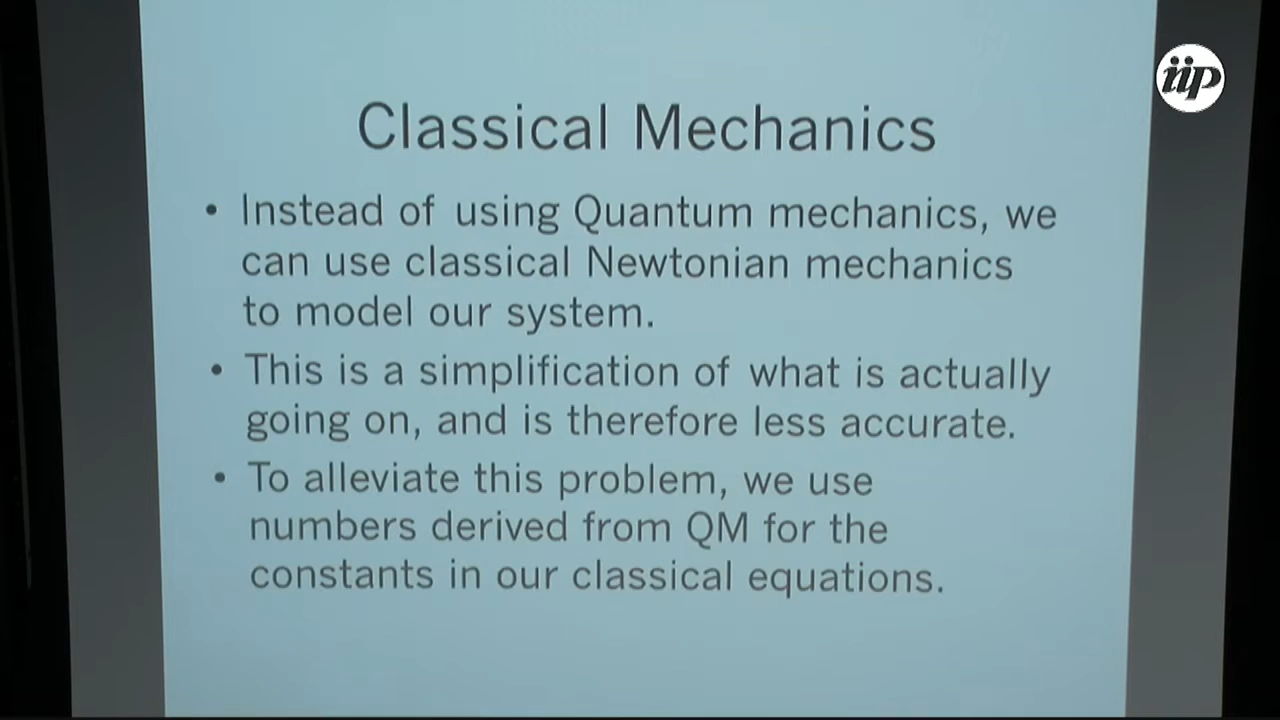 iip
Classical Mechanics
• Instead of using Quantum mechanics, we
can use classical Newtonian mechanics
to model our system.
• This is a simplification of what is actually
going on, and is therefore less accurate.
• To alleviate this problem, we use
numbers derived from QM for the
constants in our classical equations.